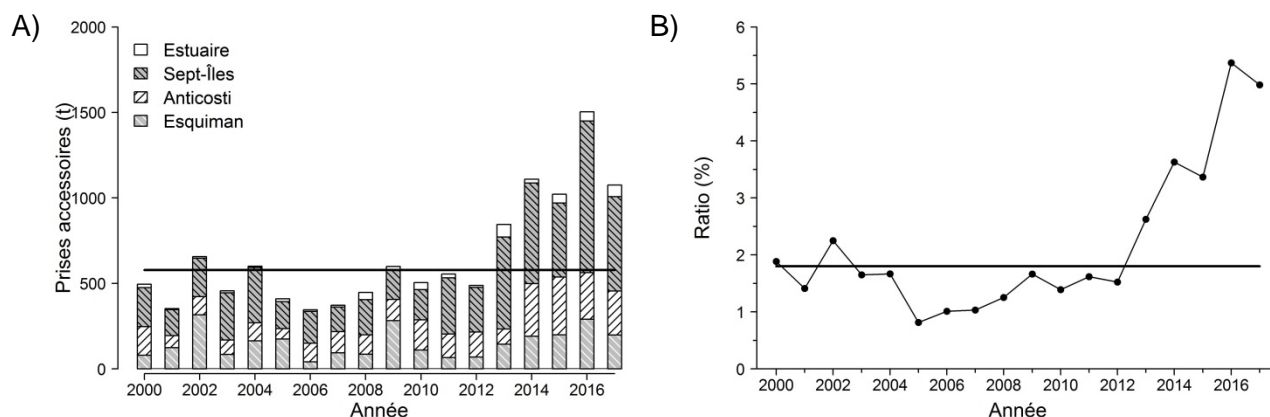 A)
Prises accessoires (t)
2000
1500
1000
500
0
Estuaire
Sept-Îles
Anticosti
Esquiman
2000 2002 2004 2006 2008 2010 2012 2014 2016
Année
B)
Ratio (%)
6
5
4
3
2
1
0
2000 2002 2004 2006 2008 2010 2012 2014 2016
Année